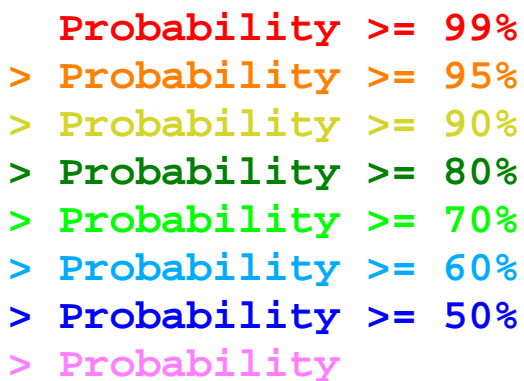 Probability >= 99%
> Probability >= 95%
> Probability >= 90%
> Probability >= 80%
> Probability >= 70%
> Probability >= 60%
> Probability >= 50%
> Probability